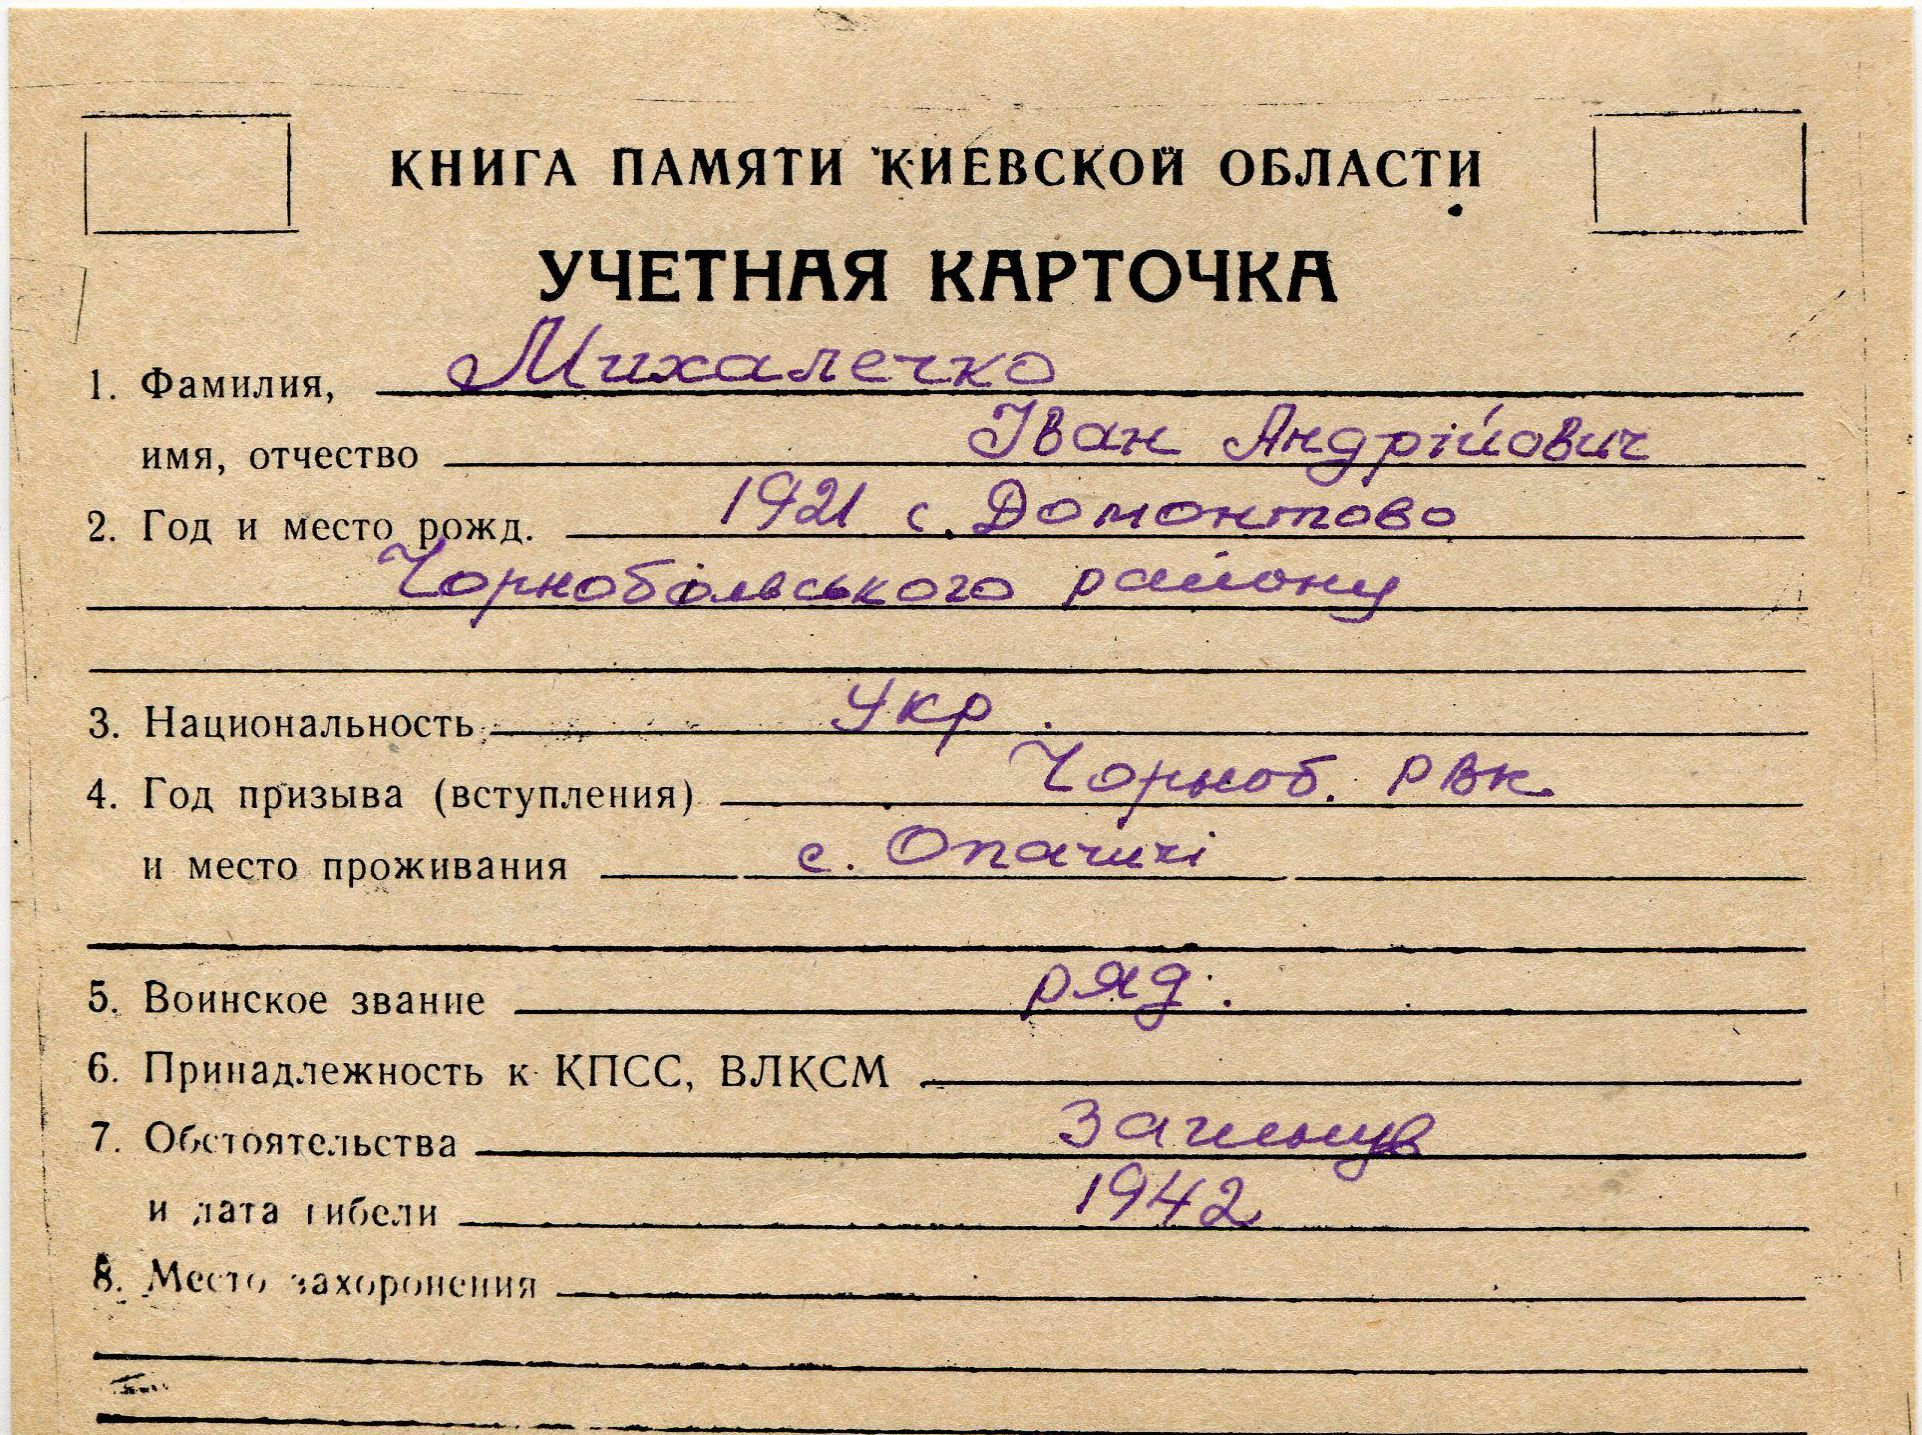 КНИГА ПАМЯТИ КИЕВСКОЙ ОБЛАСТИ
УЧЕТНАЯ КАРТОЧКА
1. Фамилия, Михалечко
имя, отчество Іван Андрійович
2. Год и место рожд. 1921 с. Домонтово
Чорнобільвського району
3. Национальность Укр.
4. Год призыва (вступления) Чорноб. РВК
и место проживания с. Опачичі
5. Воинское звание ряд.
6. Принадлежность к КПСС, ВЛКСМ
7. Обстоятельства Загинув
и дата гибели 1942
8. Место захоронения